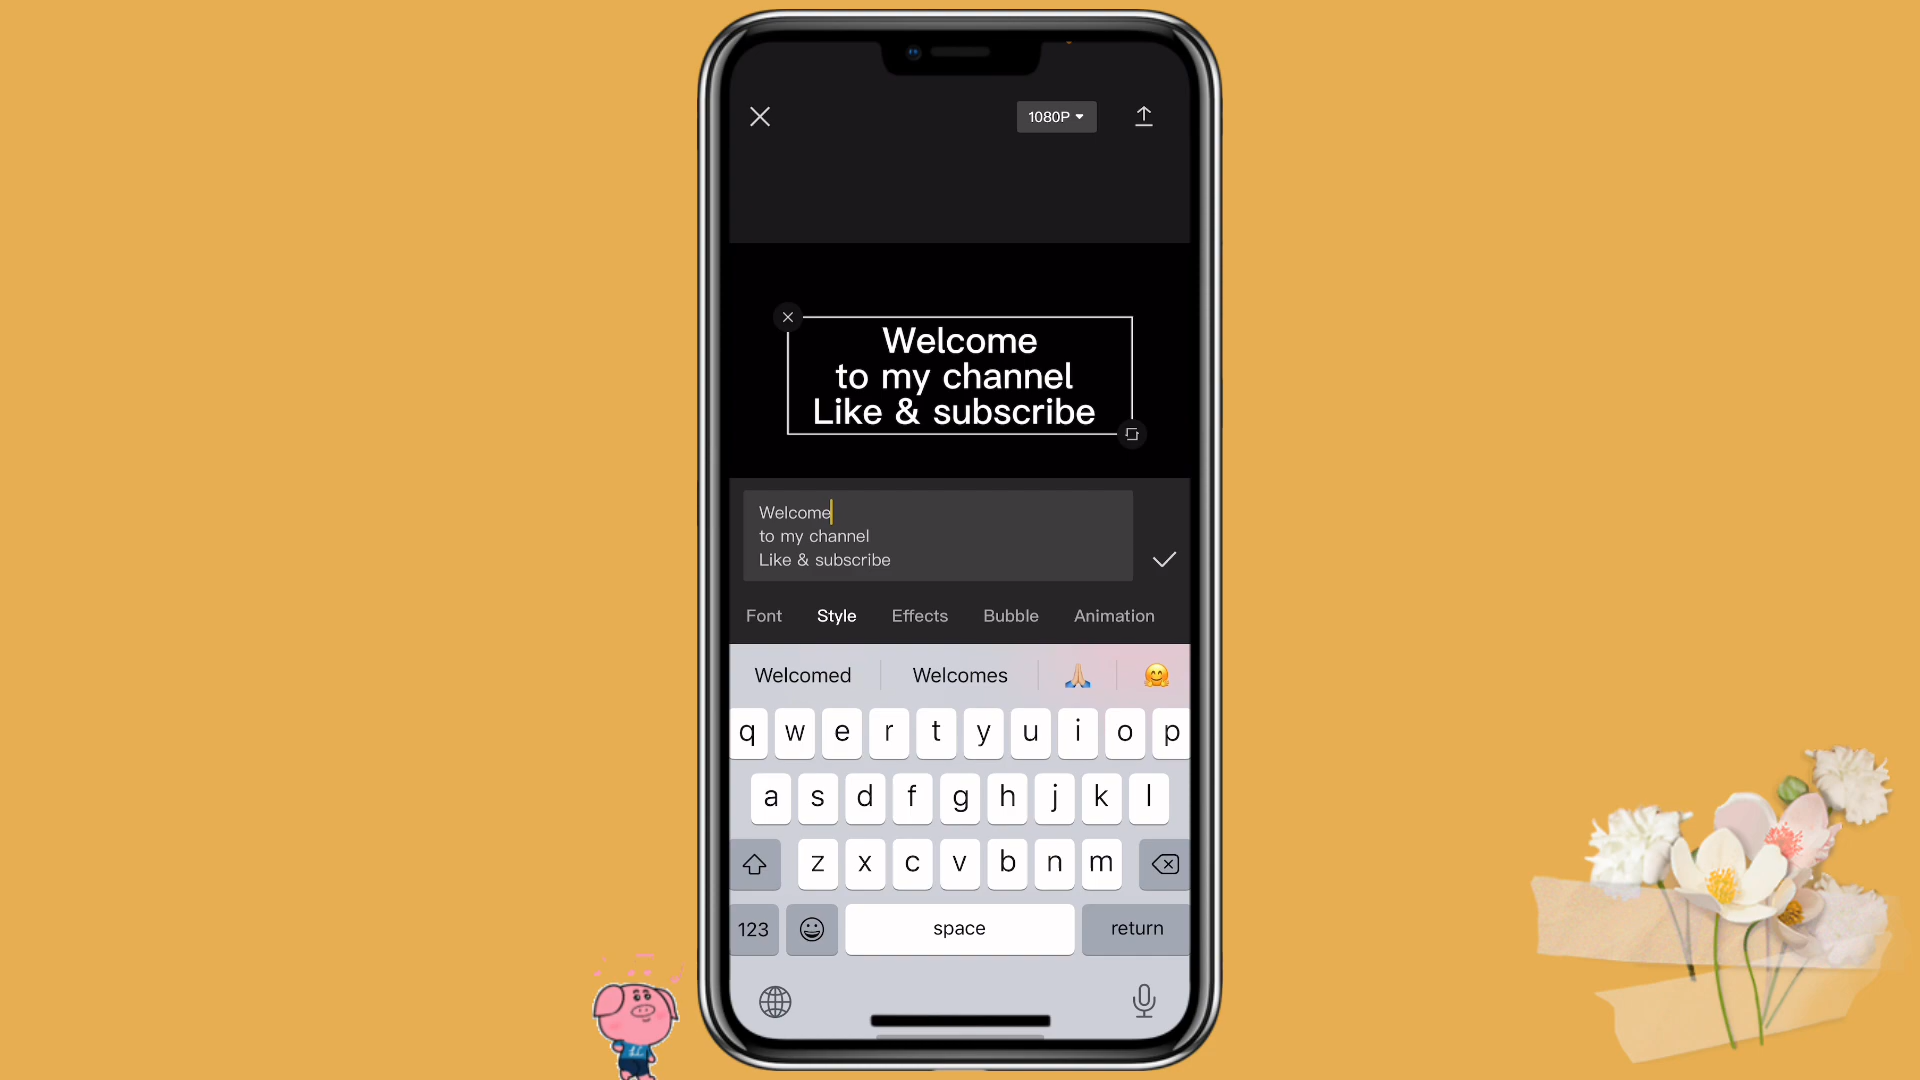 1080P
Welcome
to my channel
Like & subscribe
Welcome
to my channel
Like & subscribe
Font Style Effects Bubble Animation
Welcomed Welcomes
q w e r t y u i o p
a s d f g h j k l
z x c v b n m
123 space return